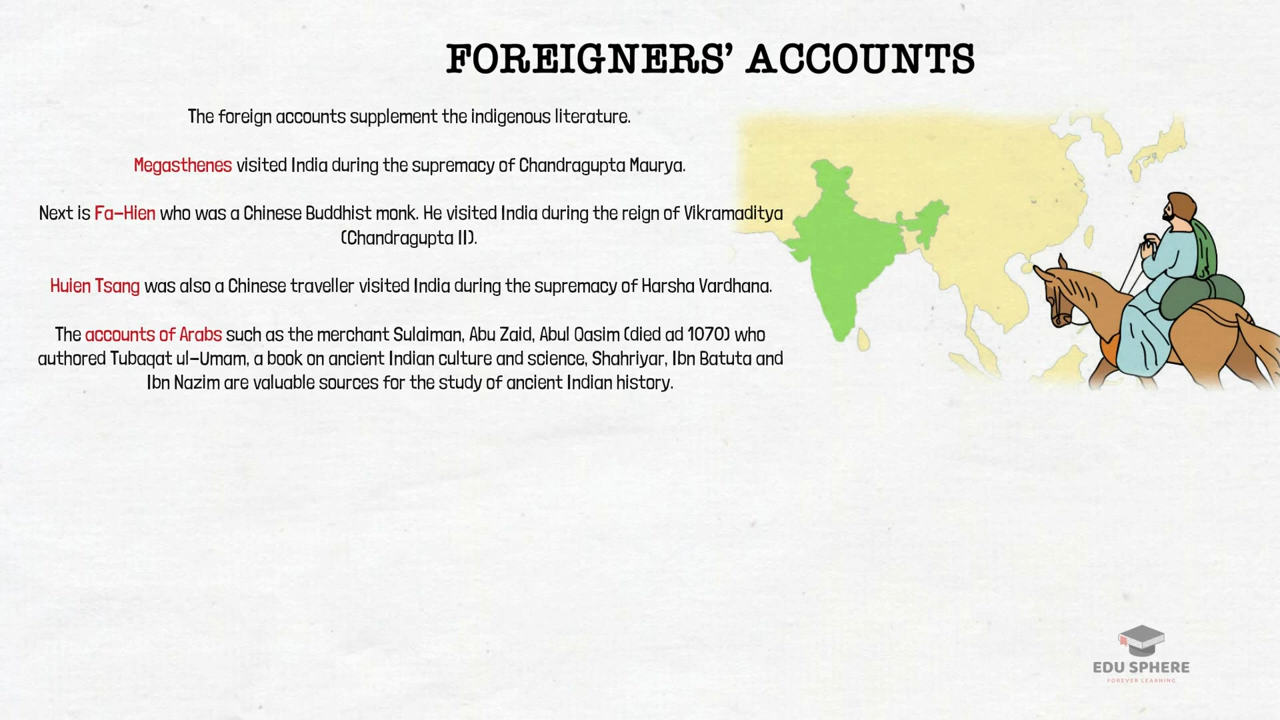 FOREIGNERS’ ACCOUNTS
The foreign accounts supplement the indigenous literature.
Megasthenes visited India during the supremacy of Chandragupta Maurya.
Next is Fa-Hien who was a Chinese Buddhist monk. He visited India during the reign of Vikramaditya
(Chandragupta II).
Huien Tsang was also a Chinese traveller visited India during the supremacy of Harsha Vardhana.
The accounts of Arabs such as the merchant Sulaiman, Abu Zaid, Abul Qasim (died ad 1070) who
authored Tubaqat ul-Umam, a book on ancient Indian culture and science, Shahriyar, Ibn Batuta and
Ibn Nazim are valuable sources for the study of ancient Indian history.
EDU SPHERE
FOREVER LEARNING